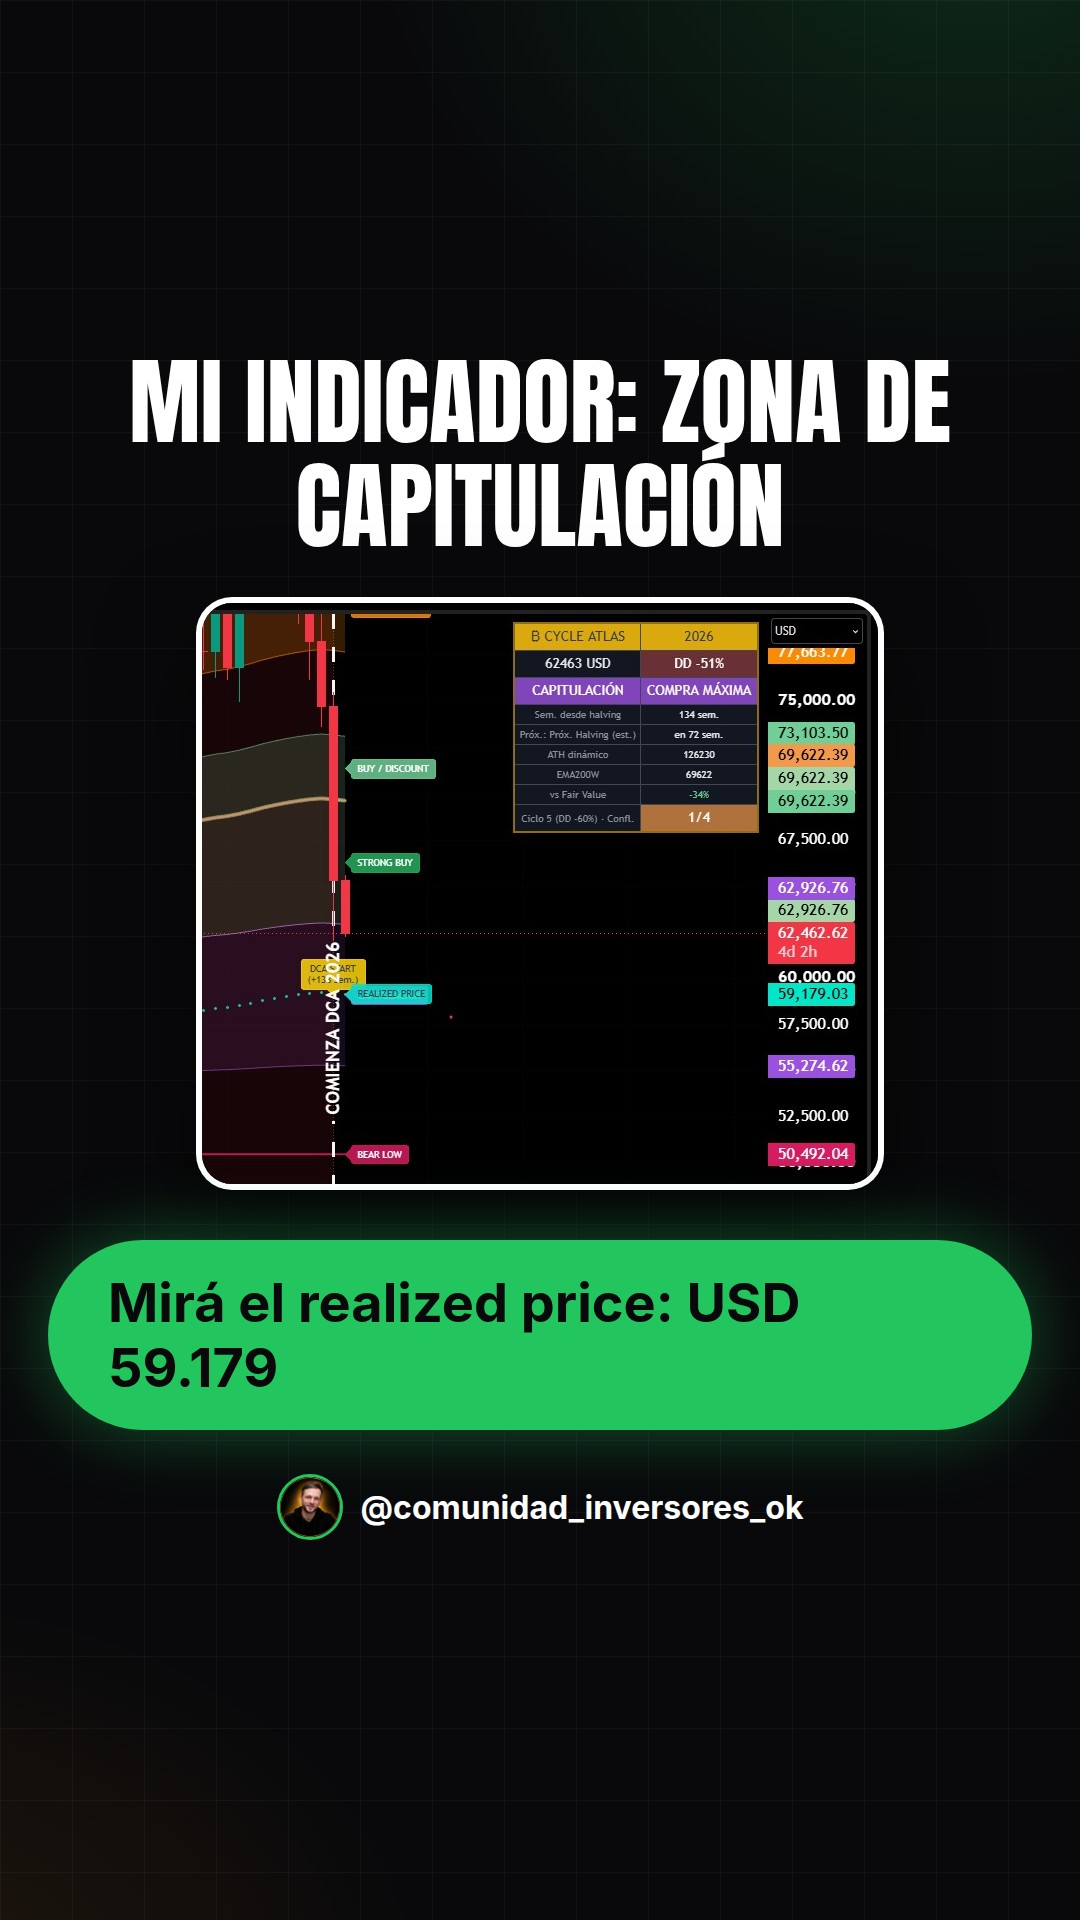 MI INDICADOR: ZONA DE
CAPITULACIÓN
₿ CYCLE ATLAS 2026
62463 USD DD -51%
CAPITULACIÓN COMPRA MÁXIMA
Sem. desde halving 134 sem.
Próx.: Próx. Halving (est.) en 72 sem.
ATH dinámico 126230
EMA200W 69622
vs Fair Value -34%
Ciclo 5 (DD -60%) - Confl. 1/4
USD
77,663.77
75,000.00
73,103.50
69,622.39
69,622.39
69,622.39
67,500.00
62,926.76
62,926.76
62,462.62
4d 2h
60,000.00
59,179.03
57,500.00
55,274.62
52,500.00
50,492.04
BUY / DISCOUNT
STRONG BUY
REALIZED PRICE
COMIENZA DCA 2026
BEAR LOW
Mirá el realized price: USD
59.179
@comunidad_inversores_ok